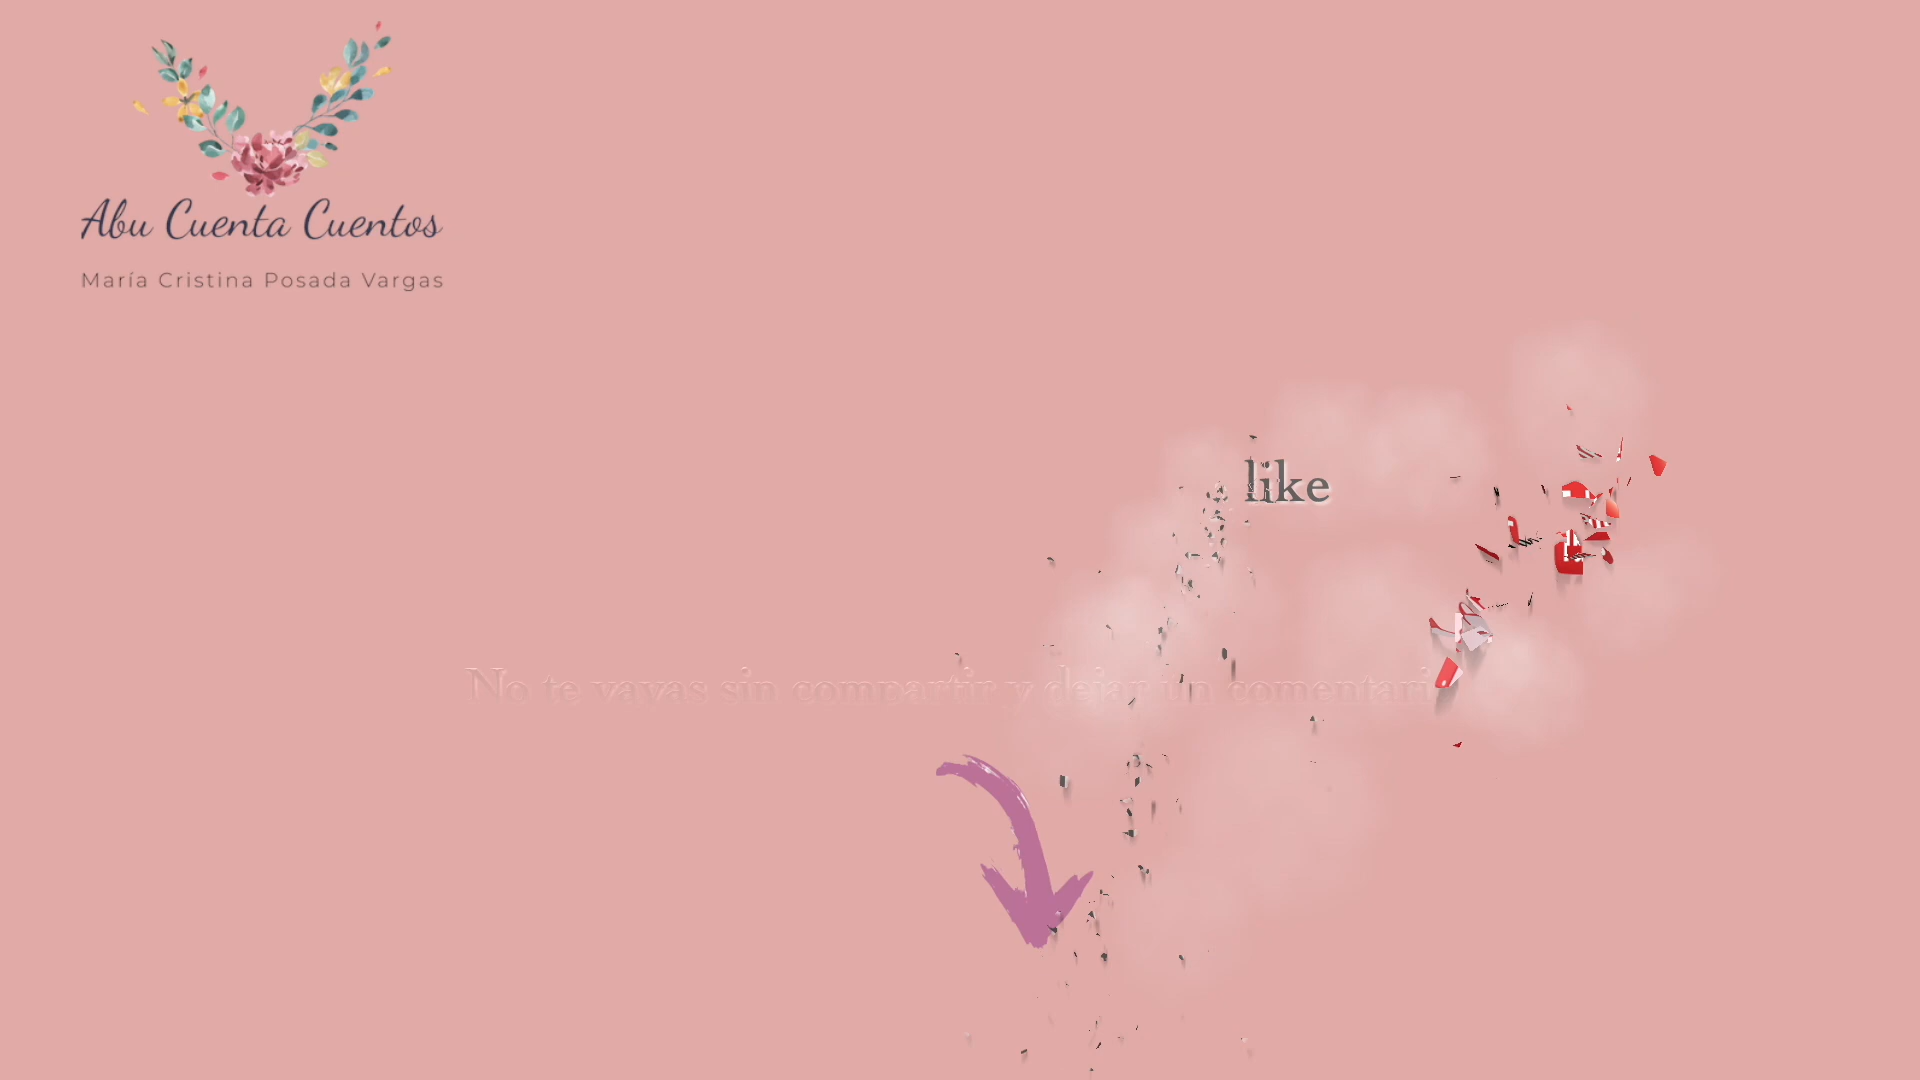 Abu Cuenta Cuentos
María Cristina Posada Vargas
like
No te vayas sin compartir y dejar un comentari